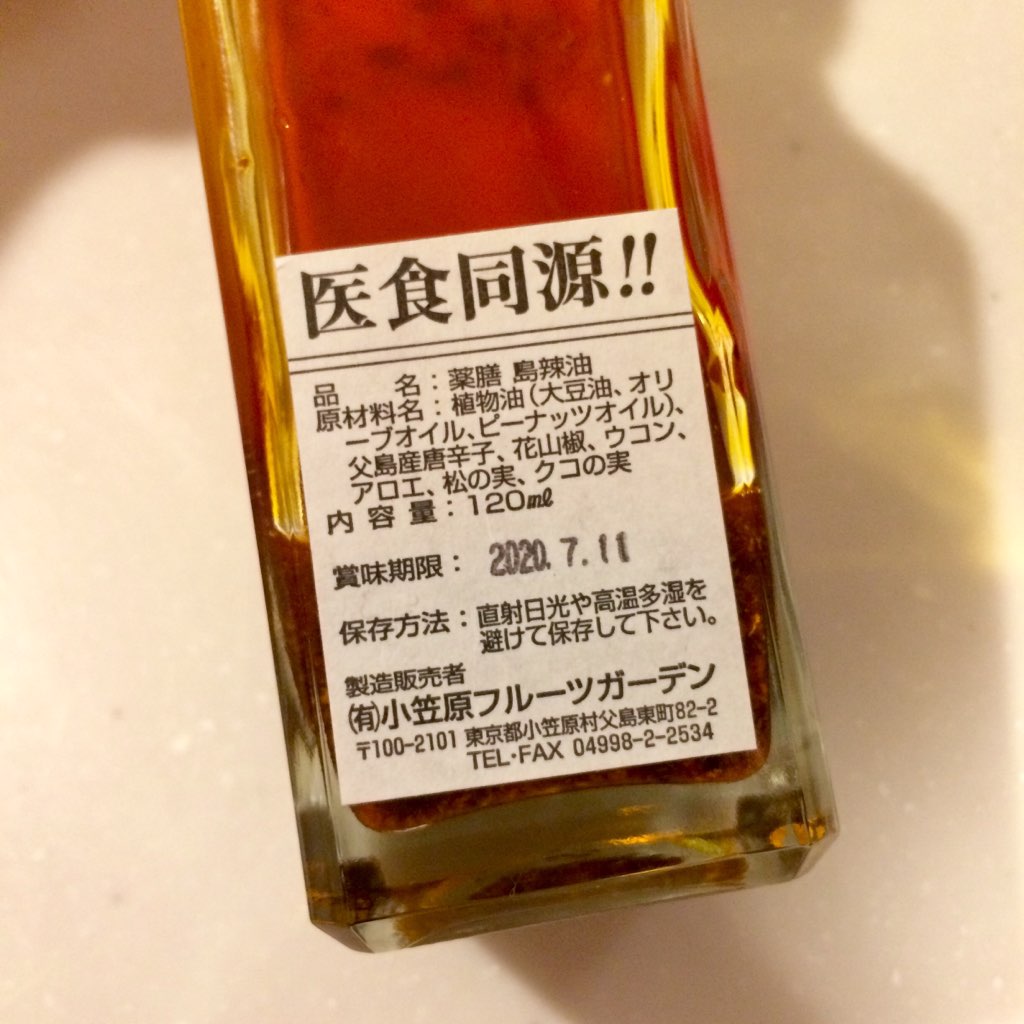 医食同源!!
品　　名：薬膳 島辣油
原材料名：植物油(大豆油、オリ
ーブオイル、ピーナッツオイル)、
父島産唐辛子、花山椒、ウコン、
アロエ、松の実、クコの実
内 容 量：120㎖
賞味期限： 2020. 7. 11
保存方法：直射日光や高温多湿を
避けて保存して下さい。
製造販売者
㈲小笠原フルーツガーデン
〒100-2101 東京都小笠原村父島東町82-2
TEL・FAX 04998-2-2534